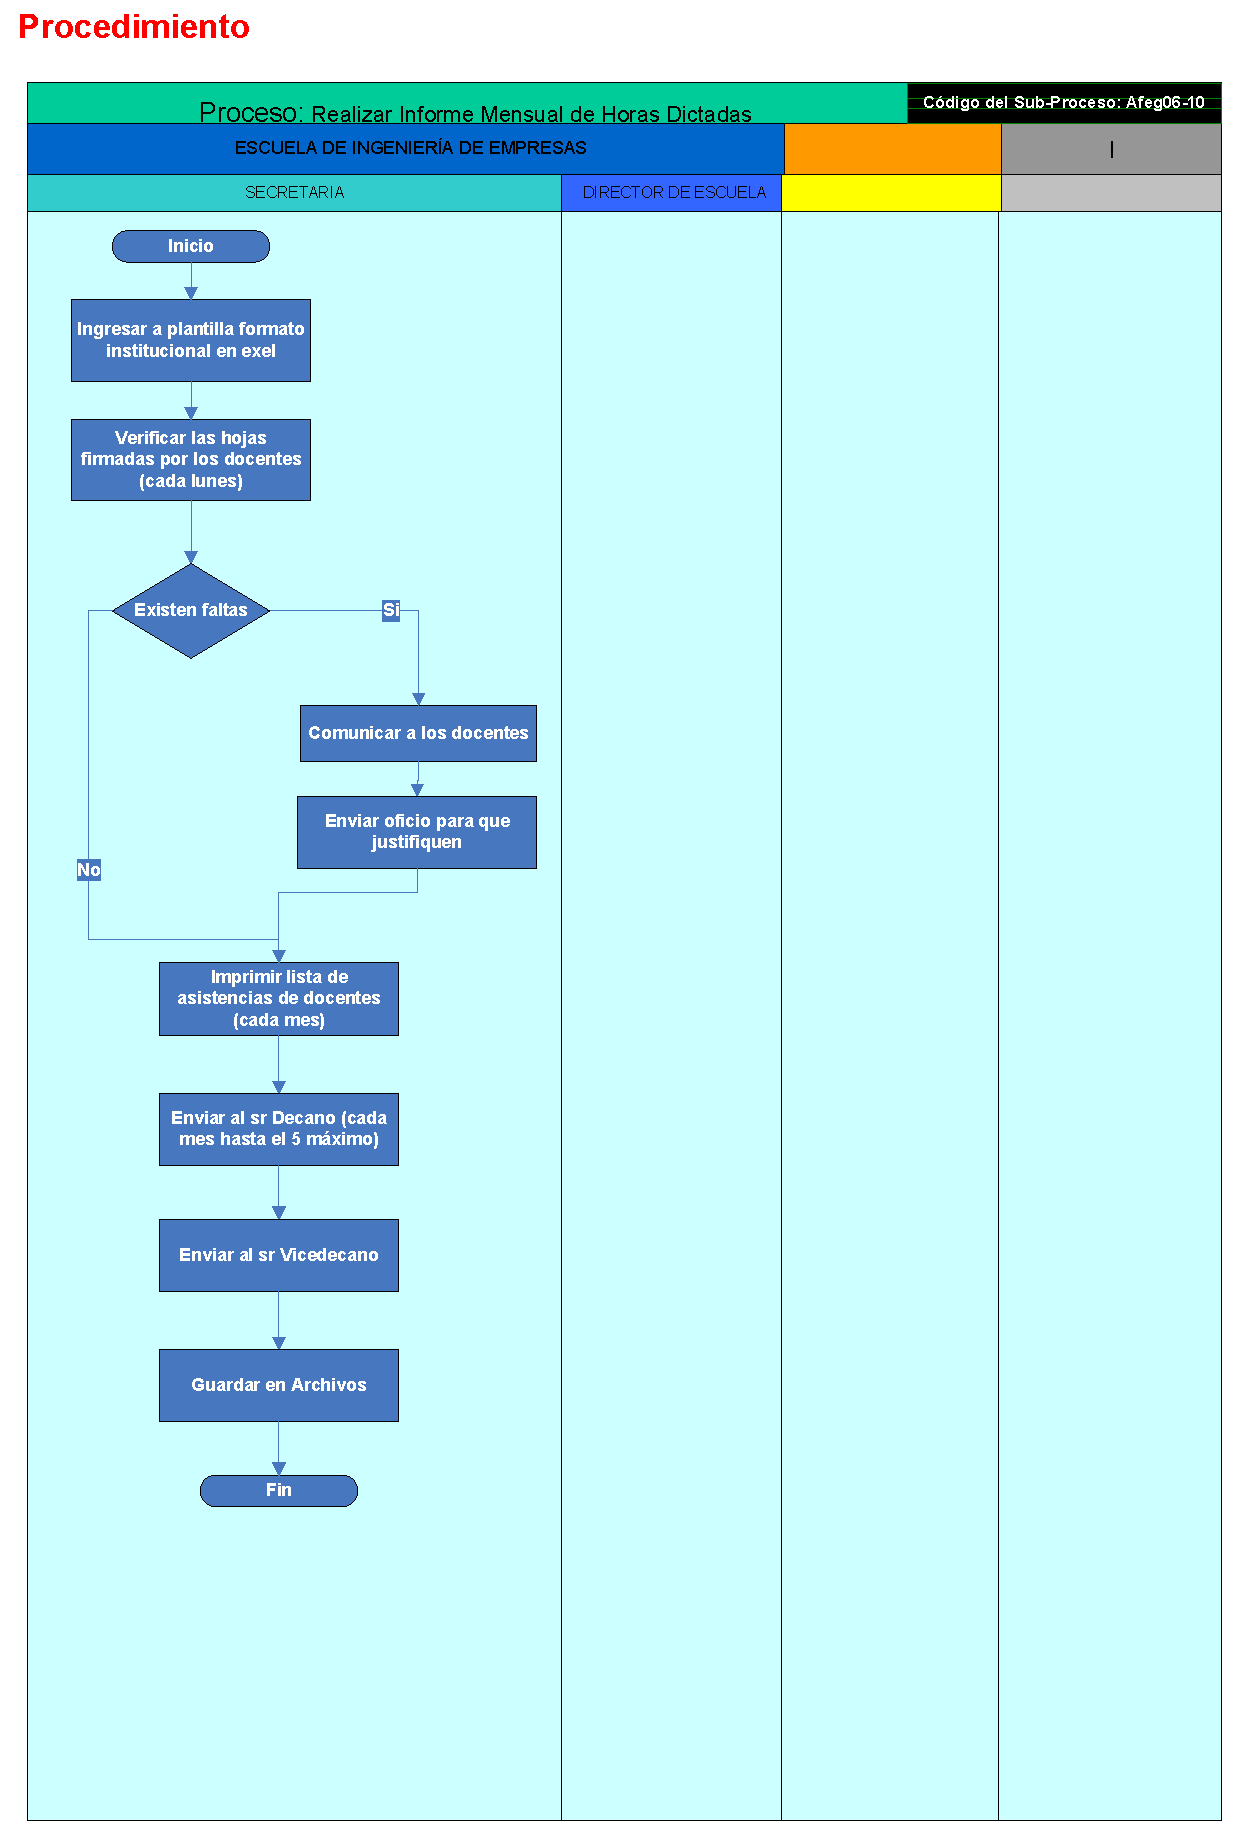 Procedimiento
Proceso: Realizar Informe Mensual de Horas Dictadas
Código del Sub-Proceso: Afeg06-10
ESCUELA DE INGENIERÍA DE EMPRESAS
|
SECRETARIA
DIRECTOR DE ESCUELA
Inicio
Ingresar a plantilla formato
institucional en exel
Verificar las hojas
firmadas por los docentes
(cada lunes)
Existen faltas
Si
Comunicar a los docentes
Enviar oficio para que
justifiquen
No
Imprimir lista de
asistencias de docentes
(cada mes)
Enviar al sr Decano (cada
mes hasta el 5 máximo)
Enviar al sr Vicedecano
Guardar en Archivos
Fin